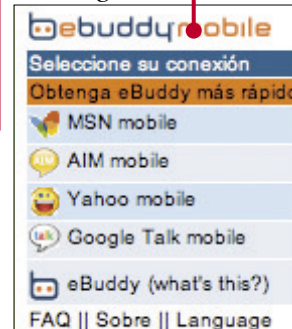 ebuddymobile
Seleccione su conexión
Obtenga eBuddy más rápido
MSN mobile
AIM mobile
Yahoo mobile
talk Google Talk mobile
eBuddy (what's this?)
FAQ || Sobre || Language